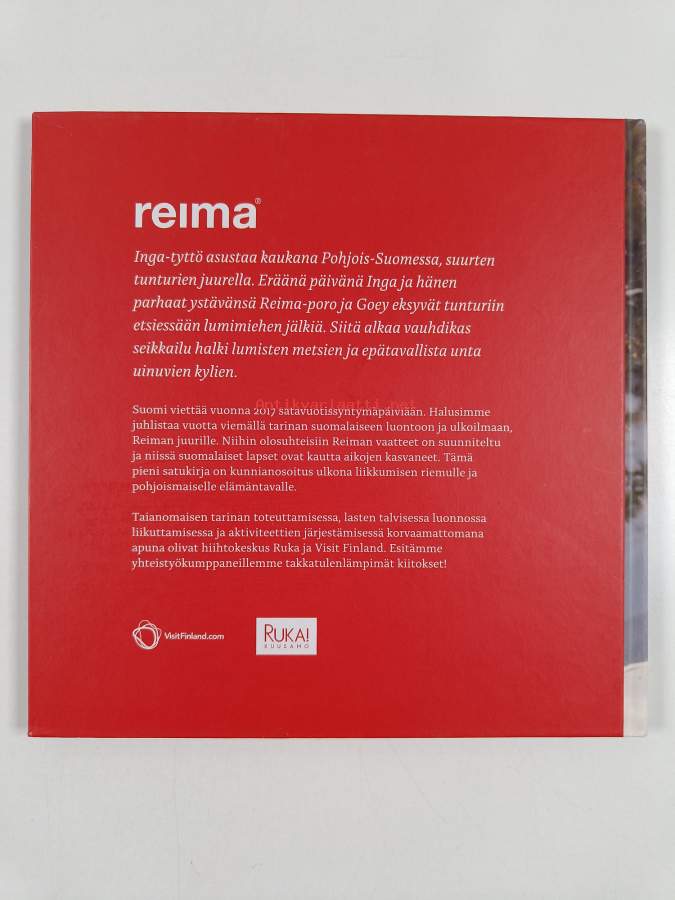 reima®
Inga-tyttö asustaa kaukana Pohjois-Suomessa, suurten
tunturien juurella. Eräänä päivänä Inga ja hänen
parhaat ystävänsä Reima-poro ja Goey eksyvät tunturiin
etsiessään lumimiehen jälkiä. Siitä alkaa vauhdikas
seikkailu halki lumisten metsien ja epätavallista unta
uinuvien kylien.
Antikvariaatti.net
Suomi viettää vuonna 2017 satavuotissyntymäpäiviään. Halusimme
juhlistaa vuotta viemällä tarinan suomalaiseen luontoon ja ulkoilmaan,
Reiman juurille. Niihin olosuhteisiin Reiman vaatteet on suunniteltu
ja niissä suomalaiset lapset ovat kautta aikojen kasvaneet. Tämä
pieni satukirja on kunnianosoitus ulkona liikkumisen riemulle ja
pohjoismaiselle elämäntavalle.
Taianomaisen tarinan toteuttamisessa, lasten talvisessa luonnossa
liikuttamisessa ja aktiviteettien järjestämisessä korvaamattomana
apuna olivat hiihtokeskus Ruka ja Visit Finland. Esitämme
yhteistyökumppaneillemme takkatulenlämpimät kiitokset!
VisitFinland.com
RUKA!
KUUSAMO